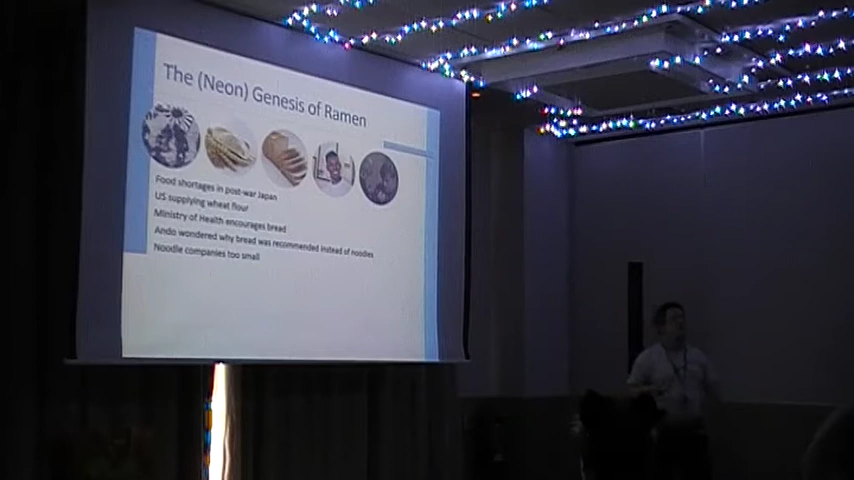 The (Neon) Genesis of Ramen
Food shortages in post-war Japan
US supplying wheat flour
Ministry of Health encourages bread
Ando wondered why bread was recommended instead of noodles
Noodle companies too small